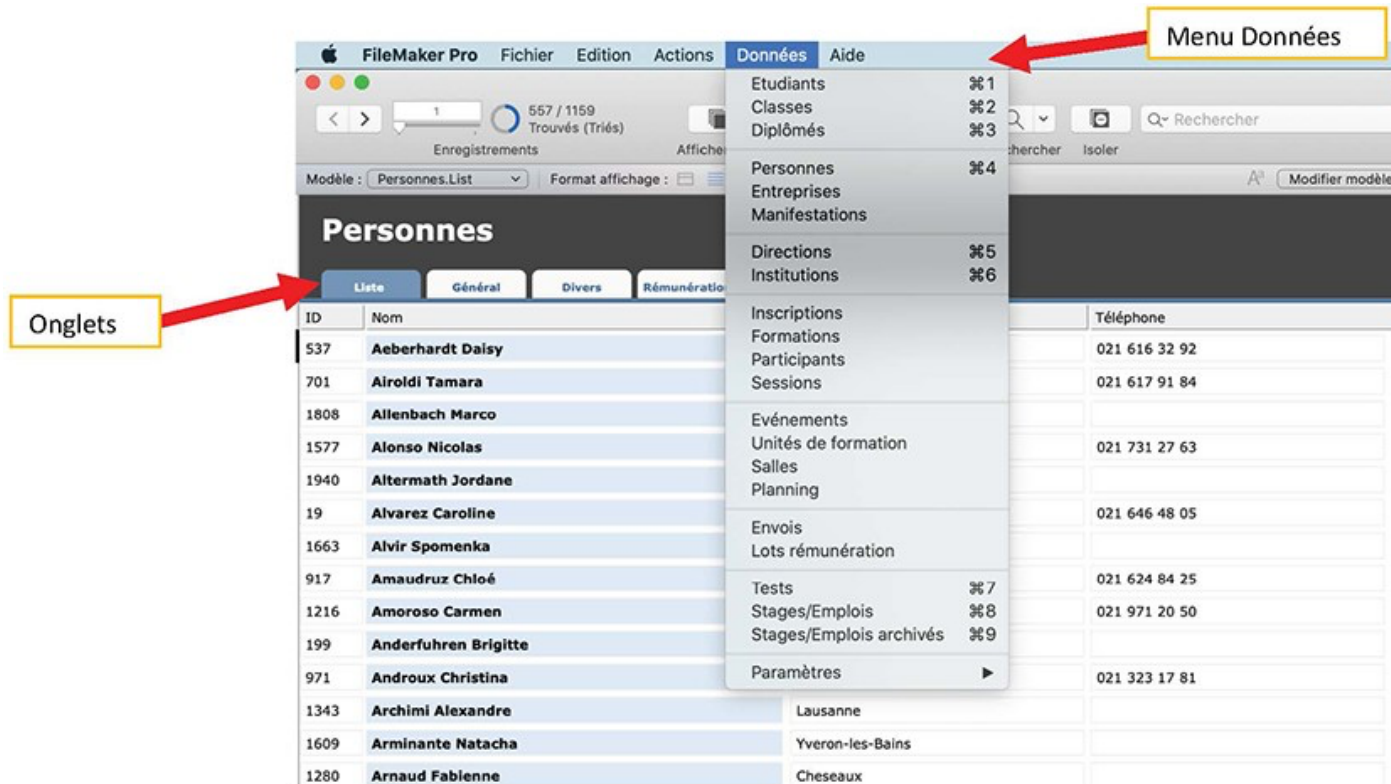 Menu Données
FileMaker Pro Fichier Edition Actions Données Aide
Etudiants ⌘1
Classes ⌘2
Diplômés ⌘3
Personnes ⌘4
Entreprises
Manifestations
Directions ⌘5
Institutions ⌘6
Inscriptions
Formations
Participants
Sessions
Evénements
Unités de formation
Salles
Planning
Envois
Lots rémunération
Tests ⌘7
Stages/Emplois ⌘8
Stages/Emplois archivés ⌘9
Paramètres ▶
1
557 / 1159
Trouvés (Triés)
Rechercher
Enregistrements
Isoler
Modèle : Personnes.List Format affichage :
Modifier modèle
Personnes
Liste Général Divers
Onglets
ID Nom Téléphone
537 Aeberhardt Daisy 021 616 32 92
701 Airoldi Tamara 021 617 91 84
1808 Allenbach Marco
1577 Alonso Nicolas 021 731 27 63
1940 Altermath Jordane
19 Alvarez Caroline 021 646 48 05
1663 Alvir Spomenka
917 Amaudruz Chloé 021 624 84 25
1216 Amoroso Carmen 021 971 20 50
199 Anderfuhren Brigitte
971 Androux Christina 021 323 17 81
1343 Archimi Alexandre Lausanne
1609 Arminante Natacha Yveron-les-Bains
1280 Arnaud Fabienne Cheseaux